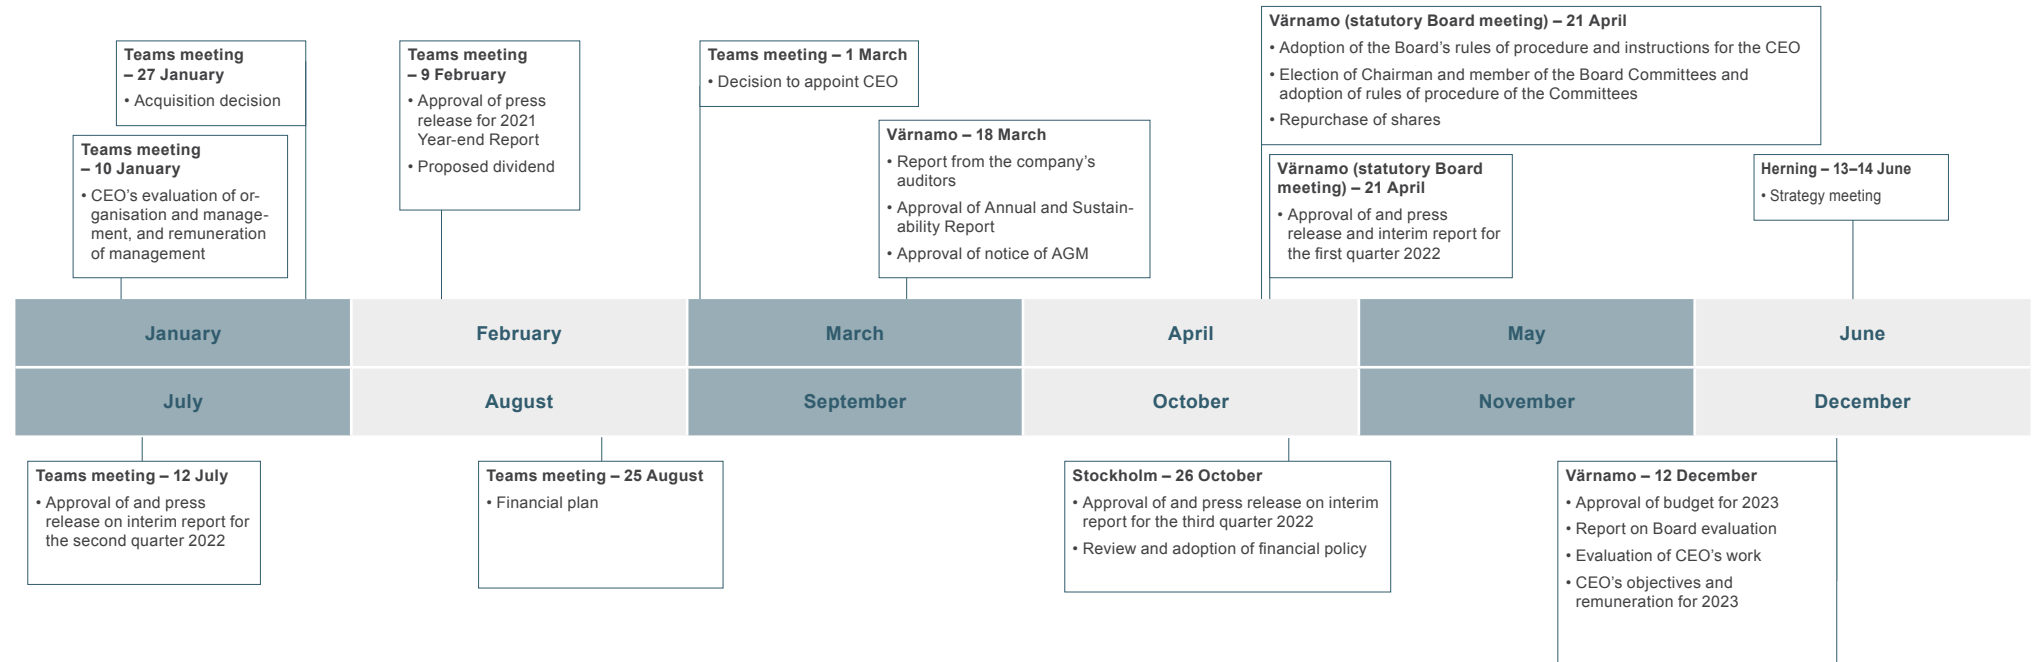 Teams meeting
– 27 January
• Acquisition decision
Teams meeting
– 10 January
• CEO’s evaluation of or-
ganisation and manage-
ment, and remuneration
of management
Teams meeting
– 9 February
• Approval of press
release for 2021
Year-end Report
• Proposed dividend
Teams meeting – 1 March
• Decision to appoint CEO
Värnamo – 18 March
• Report from the company’s
auditors
• Approval of Annual and Sustain-
ability Report
• Approval of notice of AGM
Värnamo (statutory Board meeting) – 21 April
• Adoption of the Board’s rules of procedure and instructions for the CEO
• Election of Chairman and member of the Board Committees and
adoption of rules of procedure of the Committees
• Repurchase of shares
Värnamo (statutory Board
meeting) – 21 April
• Approval of and press
release and interim report for
the first quarter 2022
Herning – 13–14 June
• Strategy meeting
January
February
March
April
May
June
July
August
September
October
November
December
Teams meeting – 12 July
• Approval of and press
release on interim report for
the second quarter 2022
Teams meeting – 25 August
• Financial plan
Stockholm – 26 October
• Approval of and press release on interim
report for the third quarter 2022
• Review and adoption of financial policy
Värnamo – 12 December
• Approval of budget for 2023
• Report on Board evaluation
• Evaluation of CEO’s work
• CEO’s objectives and
remuneration for 2023